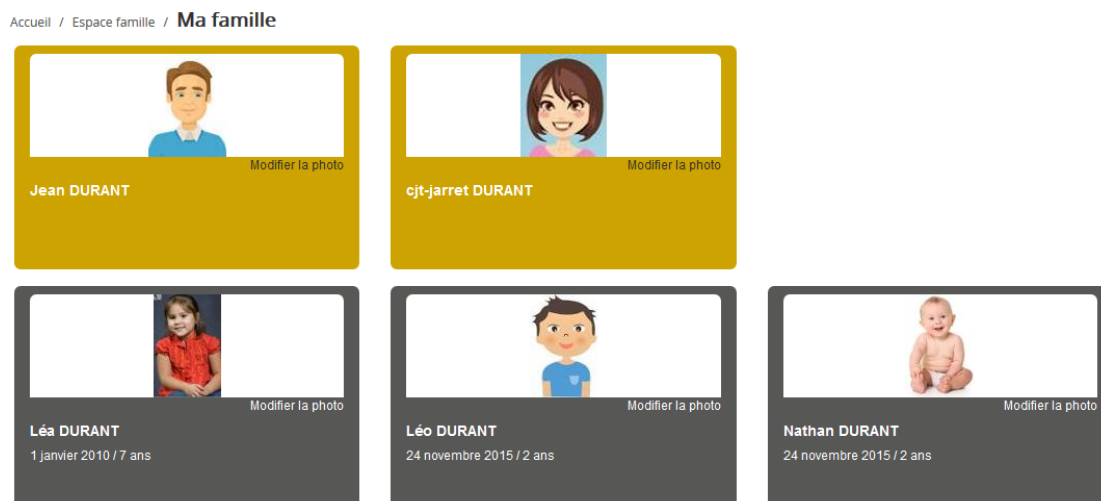 Accueil / Espace famille / Ma famille
Modifier la photo
Jean DURANT
Modifier la photo
cjt-jarret DURANT
Modifier la photo
Léa DURANT
1 janvier 2010 / 7 ans
Modifier la photo
Léo DURANT
24 novembre 2015 / 2 ans
Modifier la photo
Nathan DURANT
24 novembre 2015 / 2 ans